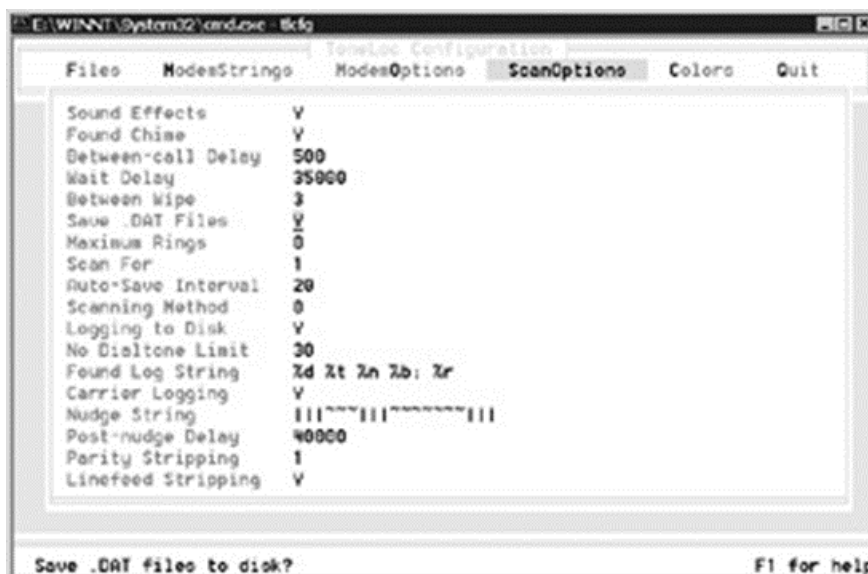 E:\WINNT\System32\cmd.exe - tlcfg
ToneLoc Configuration
Files ModemStrings ModemOptions ScanOptions Colors Quit
Sound Effects Y
Found Chime Y
Between-call Delay 500
Wait Delay 35000
Between Wipe 3
Save .DAT Files Y
Maximum Rings 0
Scan For 1
Auto-Save Interval 20
Scanning Method 0
Logging to Disk Y
No Dialtone Limit 30
Found Log String %d %t %n %b: %r
Carrier Logging Y
Nudge String |||~~~|||~~~~~~~|||
Post-nudge Delay 40000
Parity Stripping 1
Linefeed Stripping Y
Save .DAT files to disk? F1 for help